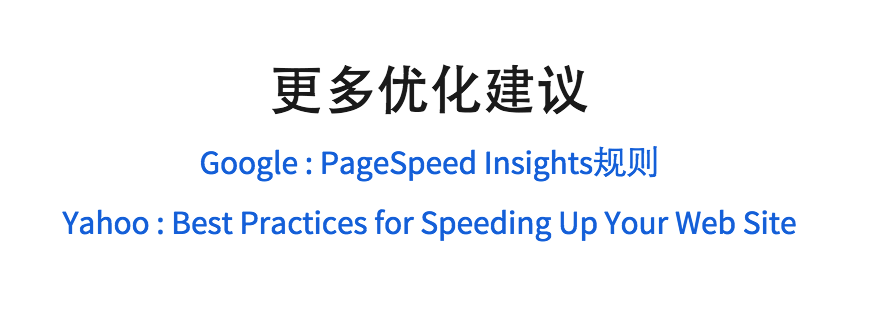 更多优化建议
Google : PageSpeed Insights规则
Yahoo : Best Practices for Speeding Up Your Web Site